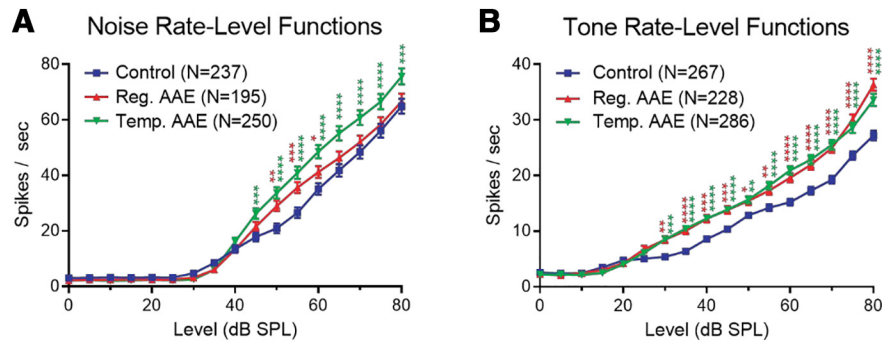 A
Noise Rate-Level Functions
80
60
40
20
0
Spikes / sec
Control (N=237)
Reg. AAE (N=195)
Temp. AAE (N=250)
0 20 40 60 80
Level (dB SPL)
B
Tone Rate-Level Functions
40
30
20
10
0
Spikes / sec
Control (N=267)
Reg. AAE (N=228)
Temp. AAE (N=286)
0 20 40 60 80
Level (dB SPL)